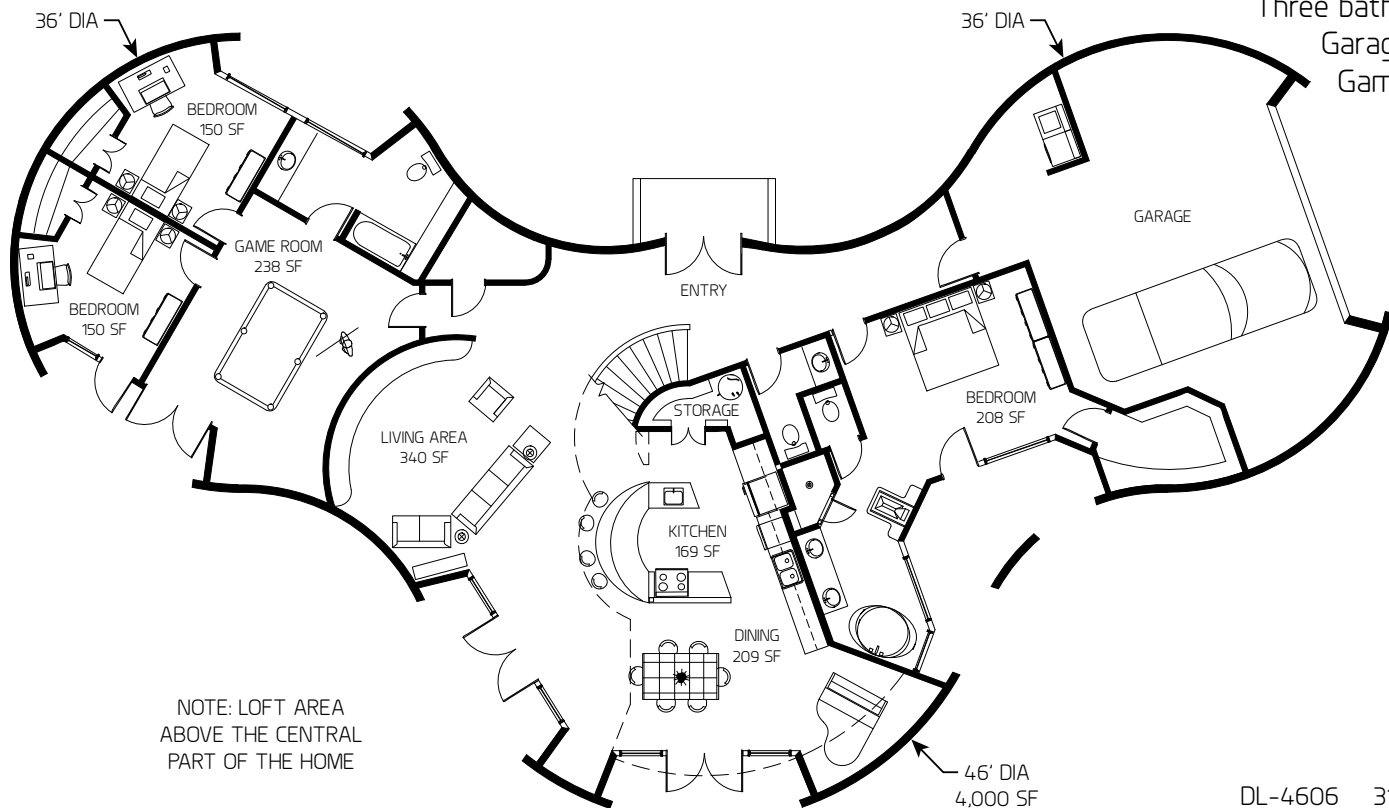 36' DIA
36' DIA
Three bath
Garag
Gam
BEDROOM
150 SF
BEDROOM
150 SF
GAME ROOM
238 SF
GARAGE
ENTRY
STORAGE
BEDROOM
208 SF
LIVING AREA
340 SF
KITCHEN
169 SF
DINING
209 SF
NOTE: LOFT AREA
ABOVE THE CENTRAL
PART OF THE HOME
46' DIA
4,000 SF
DL-4606